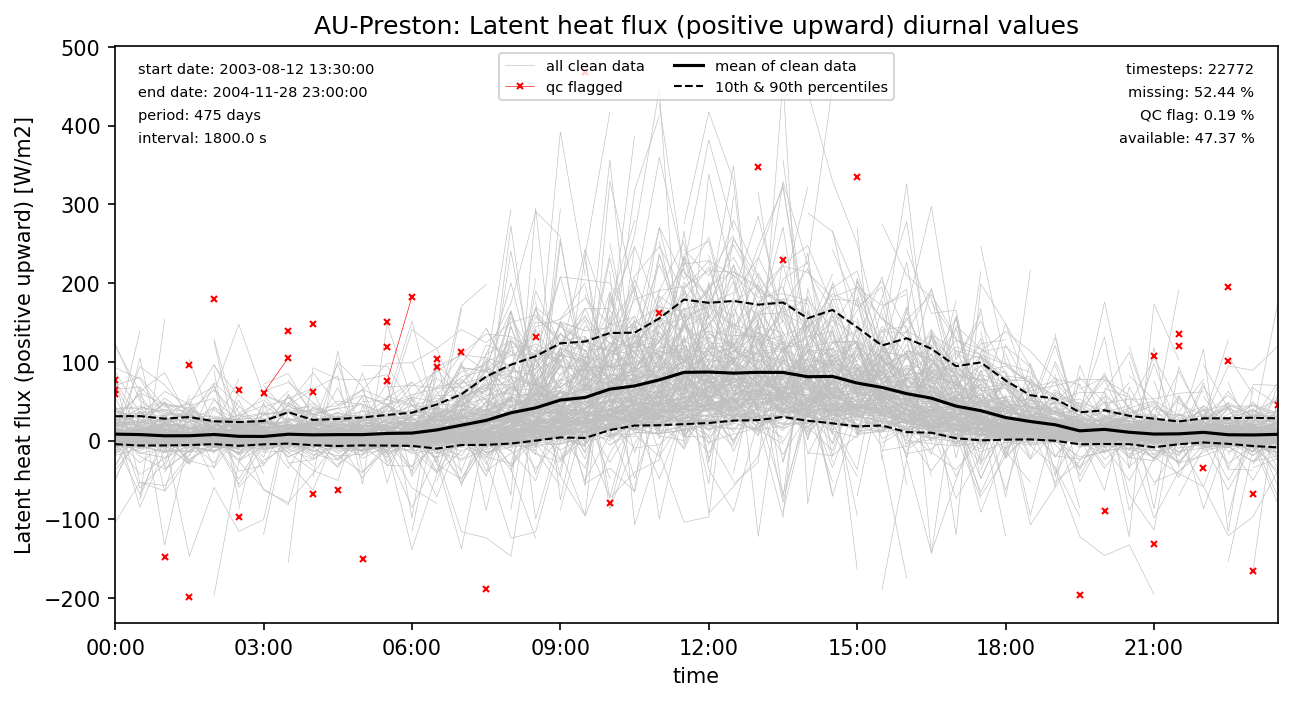 AU-Preston: Latent heat flux (positive upward) diurnal values
start date: 2003-08-12 13:30:00
end date: 2004-11-28 23:00:00
period: 475 days
interval: 1800.0 s
all clean data
qc flagged
mean of clean data
10th & 90th percentiles
timesteps: 22772
missing: 52.44 %
QC flag: 0.19 %
available: 47.37 %
Latent heat flux (positive upward) [W/m2]
500
400
300
200
100
0
−100
−200
00:00
03:00
06:00
09:00
12:00
15:00
18:00
21:00
time